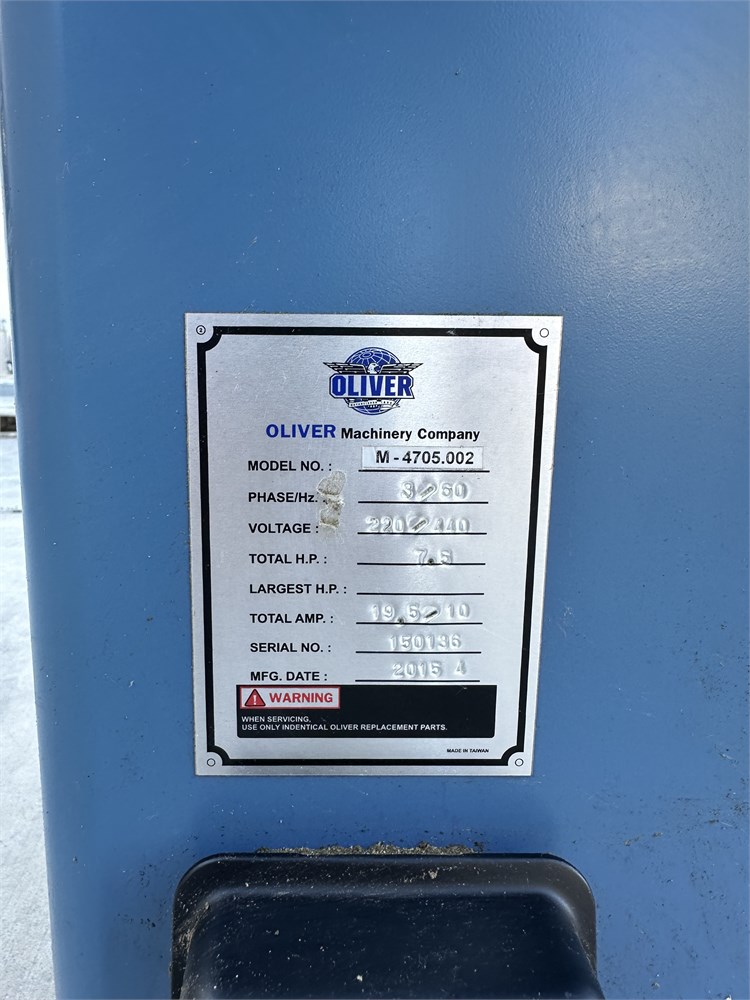 OLIVER
OLIVER Machinery Company
MODEL NO. : M - 4705.002
PHASE/Hz. : 3/60
VOLTAGE : 220/440
TOTAL H.P. : 7.5
LARGEST H.P. :
TOTAL AMP. : 19.5/10
SERIAL NO. : 150136
MFG. DATE : 2015 4
WARNING
WHEN SERVICING,
USE ONLY INDENTICAL OLIVER REPLACEMENT PARTS.
MADE IN TAIWAN